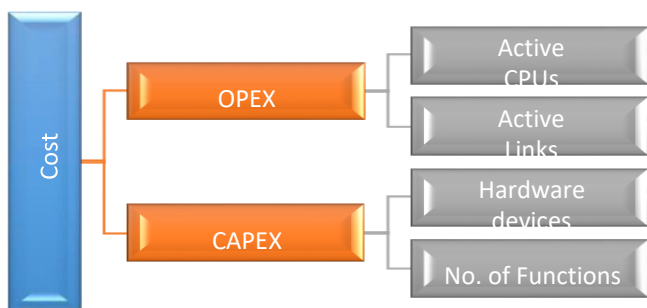 Cost
OPEX
Active
CPUs
Active
Links
CAPEX
Hardware
devices
No. of Functions